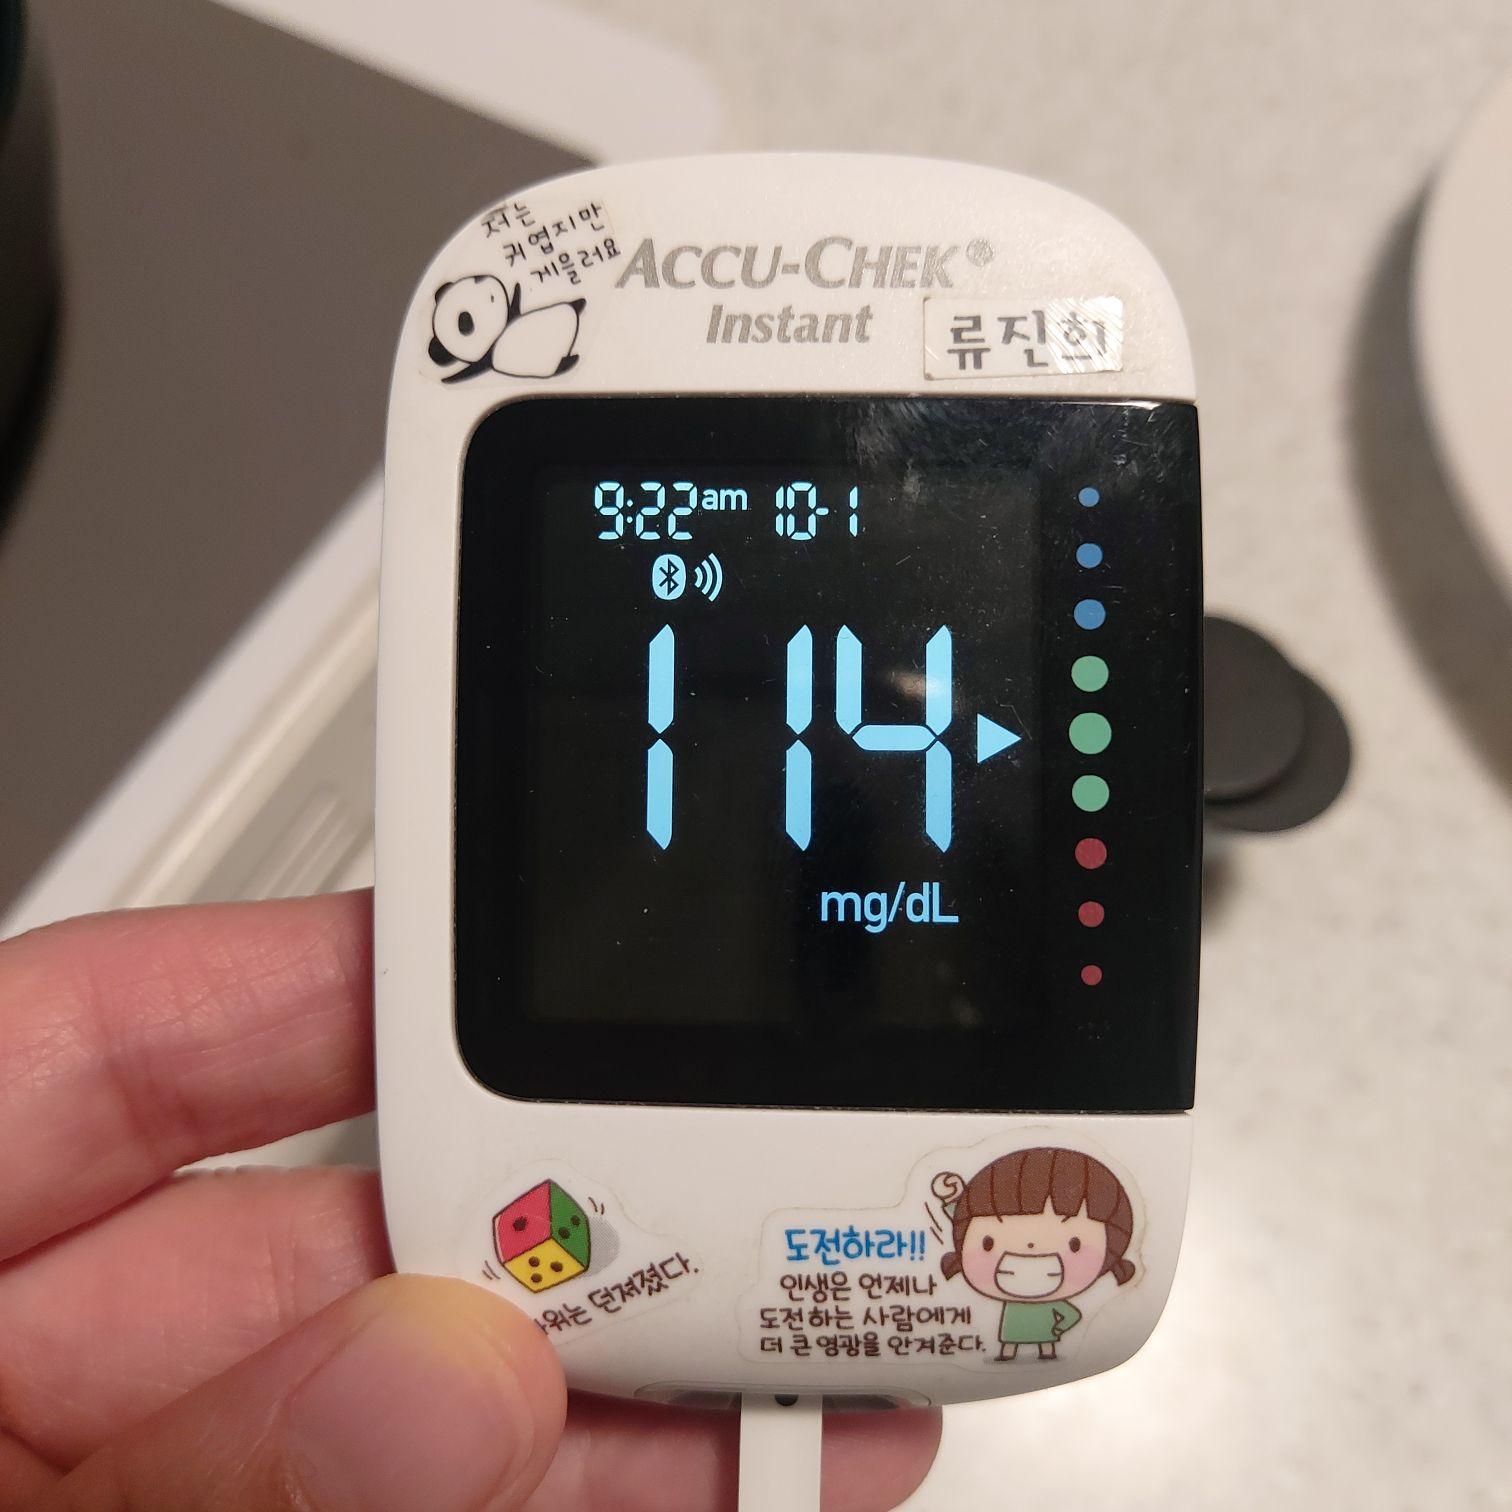 저는
귀엽지만
게을러요
ACCU-CHEK®
Instant
류진희
9:22 am 10-1
114
mg/dL
던져졌다.
도전하라!!
인생은 언제나
도전하는 사람에게
더 큰 영광을 안겨준다.